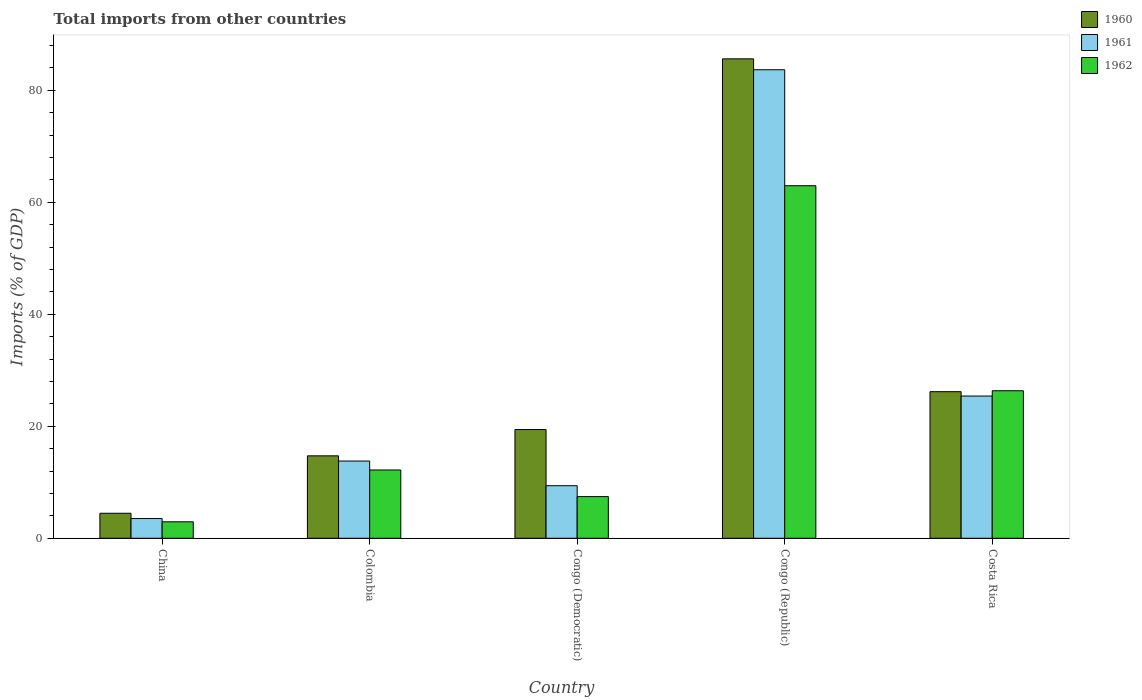 Total imports from other countries
1960
1961
1962
Imports (% of GDP)
80
60
40
20
0
China
Colombia
Congo (Democratic)
Congo (Republic)
Costa Rica
Country